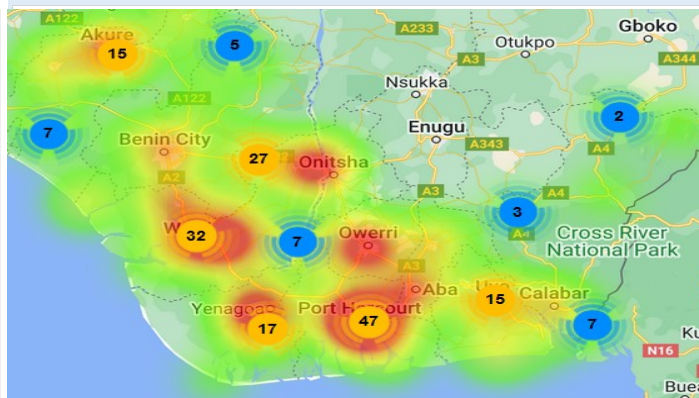 A122
A233
Gboko
Akure
15
5
A3
Otukpo
A344
Nsukka
A122
7
Enugu
2
Benin City
27
A343
A4
Onitsha
A2
A3
A4
3
32
7
Owerri
A4
Cross River
National Park
A3
Aba
15
Calabar
Yenagoa
Port Harcourt
17
47
7
N16